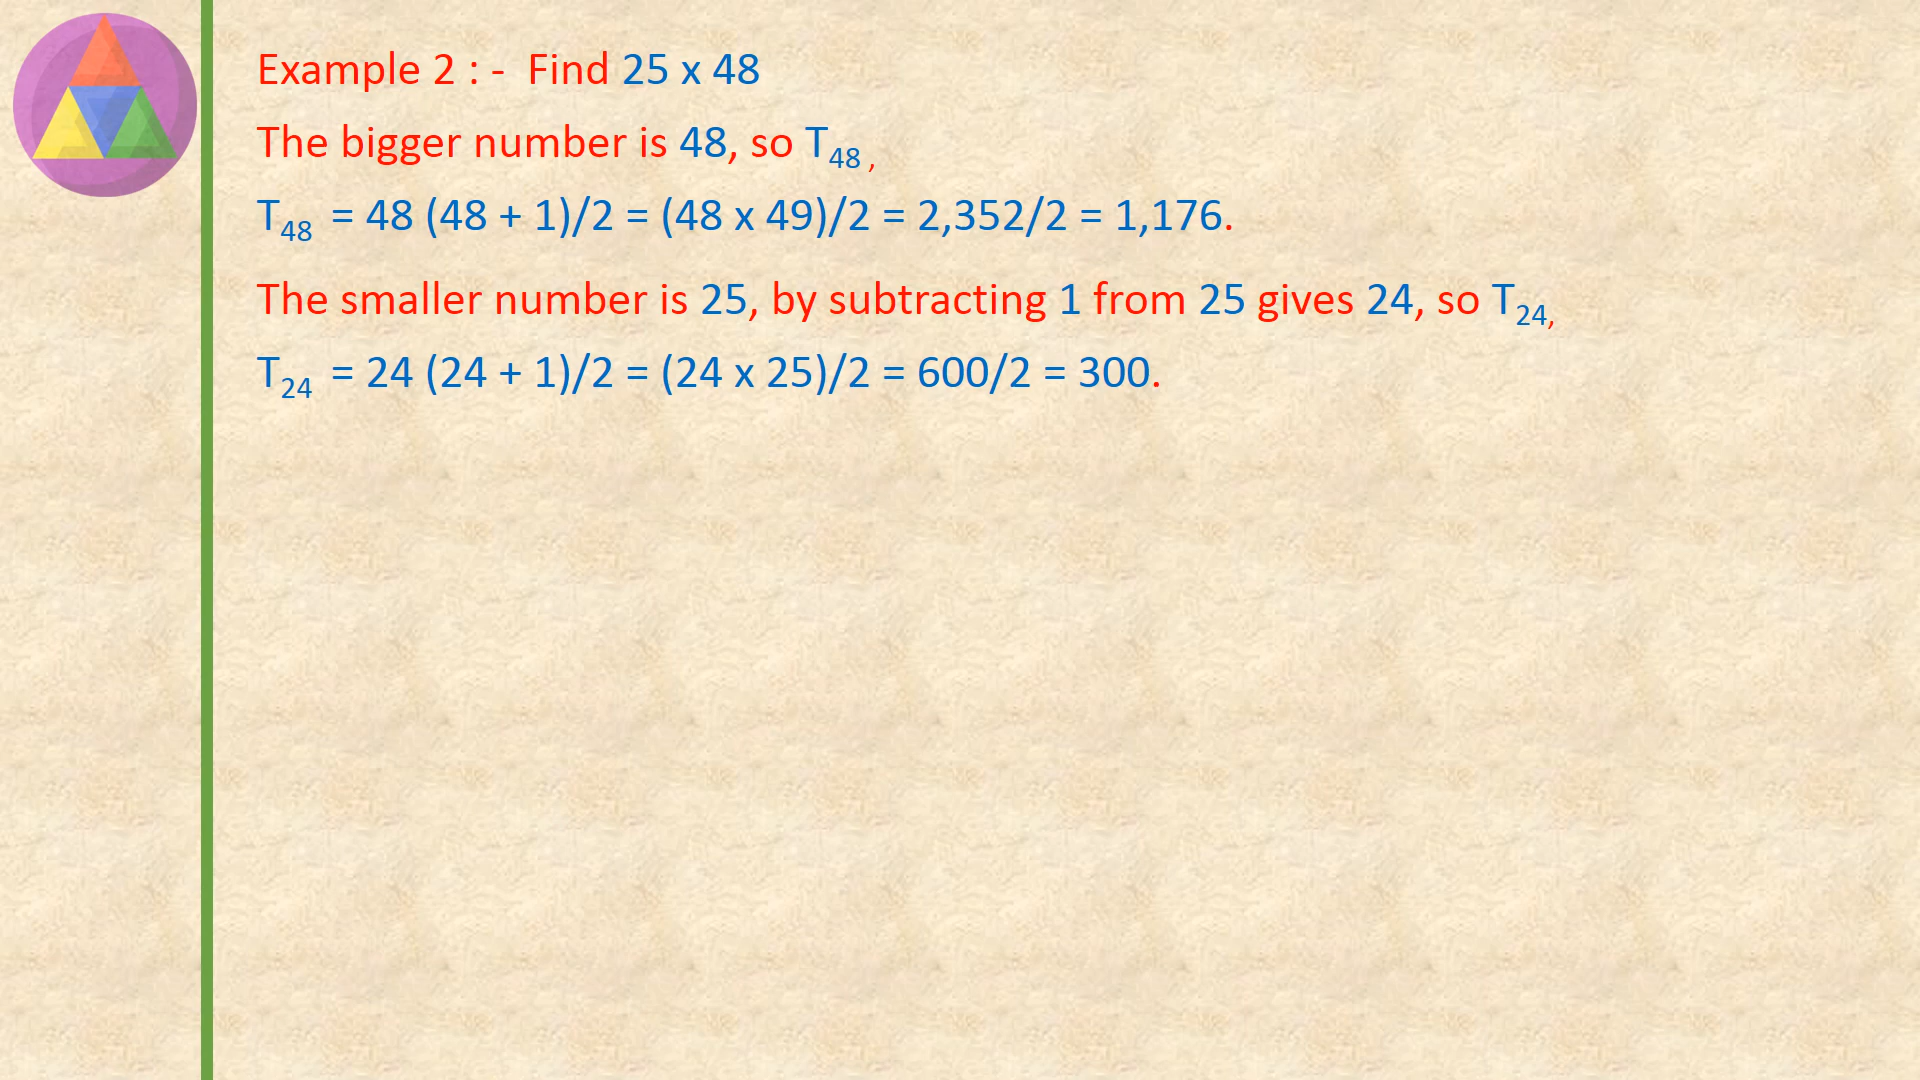 Example 2 : - Find 25 x 48
The bigger number is 48, so T48 ,
T48 = 48 (48 + 1)/2 = (48 x 49)/2 = 2,352/2 = 1,176.
The smaller number is 25, by subtracting 1 from 25 gives 24, so T24,
T24 = 24 (24 + 1)/2 = (24 x 25)/2 = 600/2 = 300.